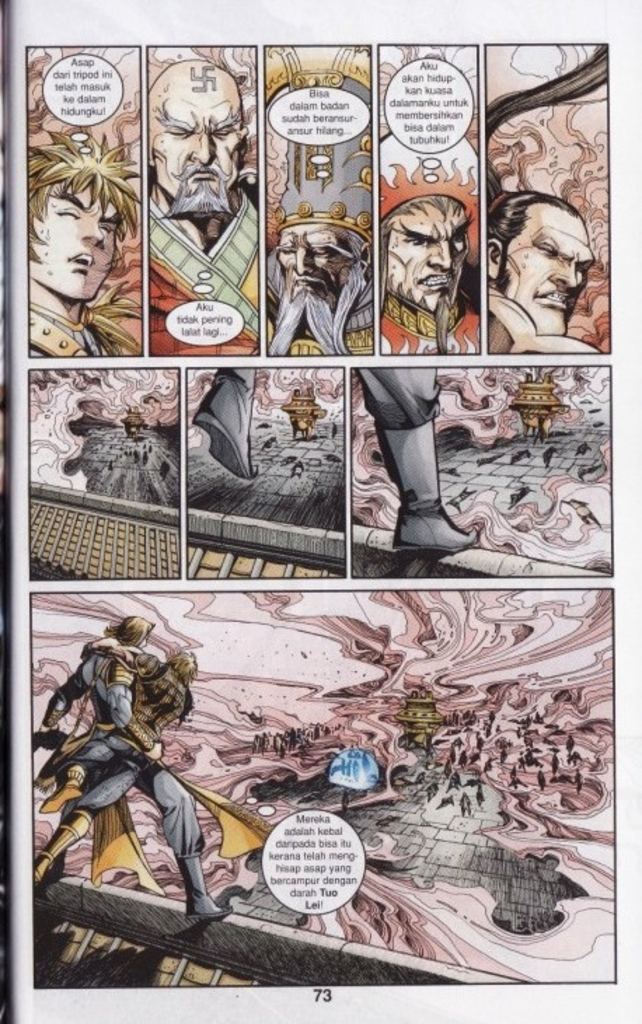 Asap
dari tripod ini
telah masuk
ke dalam
hidungku!
Aku
tidak pening
lalat lagi...
Bisa
dalam badan
sudah beransur-
ansur hilang...
Aku
akan hidup-
kan kuasa
dalamanku untuk
membersihkan
bisa dalam
tubuhku!
Mereka
adalah kebal
daripada bisa itu
kerana telah meng-
hisap asap yang
bercampur dengan
darah Tuo
Lei!
73